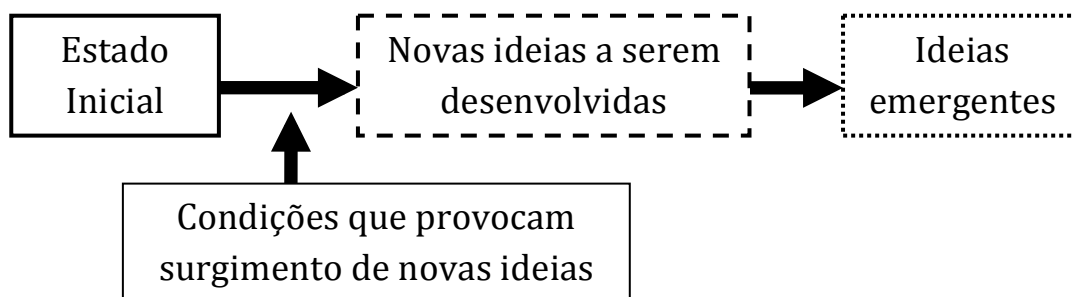 Estado
Inicial
Novas ideias a serem
desenvolvidas
Ideias
emergentes
Condições que provocam
surgimento de novas ideias